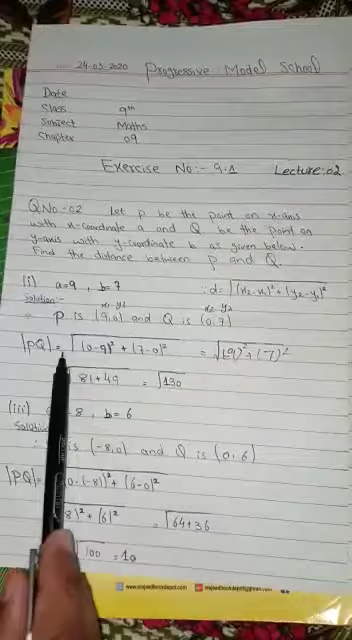 24-03-2020 Progressive Model School
Date
Class 9th
Subject Maths
Chapter 09
Exercise No:- 9.1 Lecture:02
Q.No-02 Let P be the point on x-axis
with x-coordinate a and Q be the point on
y-axis with y-coordinate b as given below.
Find the distance between P and Q.
(i) a=9, b=7 ∴ d= √(x₂-x₁)²+(y₂-y₁)²
Solution:- x₁-y₁ x₂-y₂
P is (9,0) and Q is (0,7)
|PQ|= √(0-9)²+(7-0)² = √(-9)²+(-7)²
81+49 = √130
(iii) -8, b=6
is (-8,0) and Q is (0,6)
|PQ|= 0-(-8))²+(6-0)²
8)²+(6)² = √64+36
√100 = 10